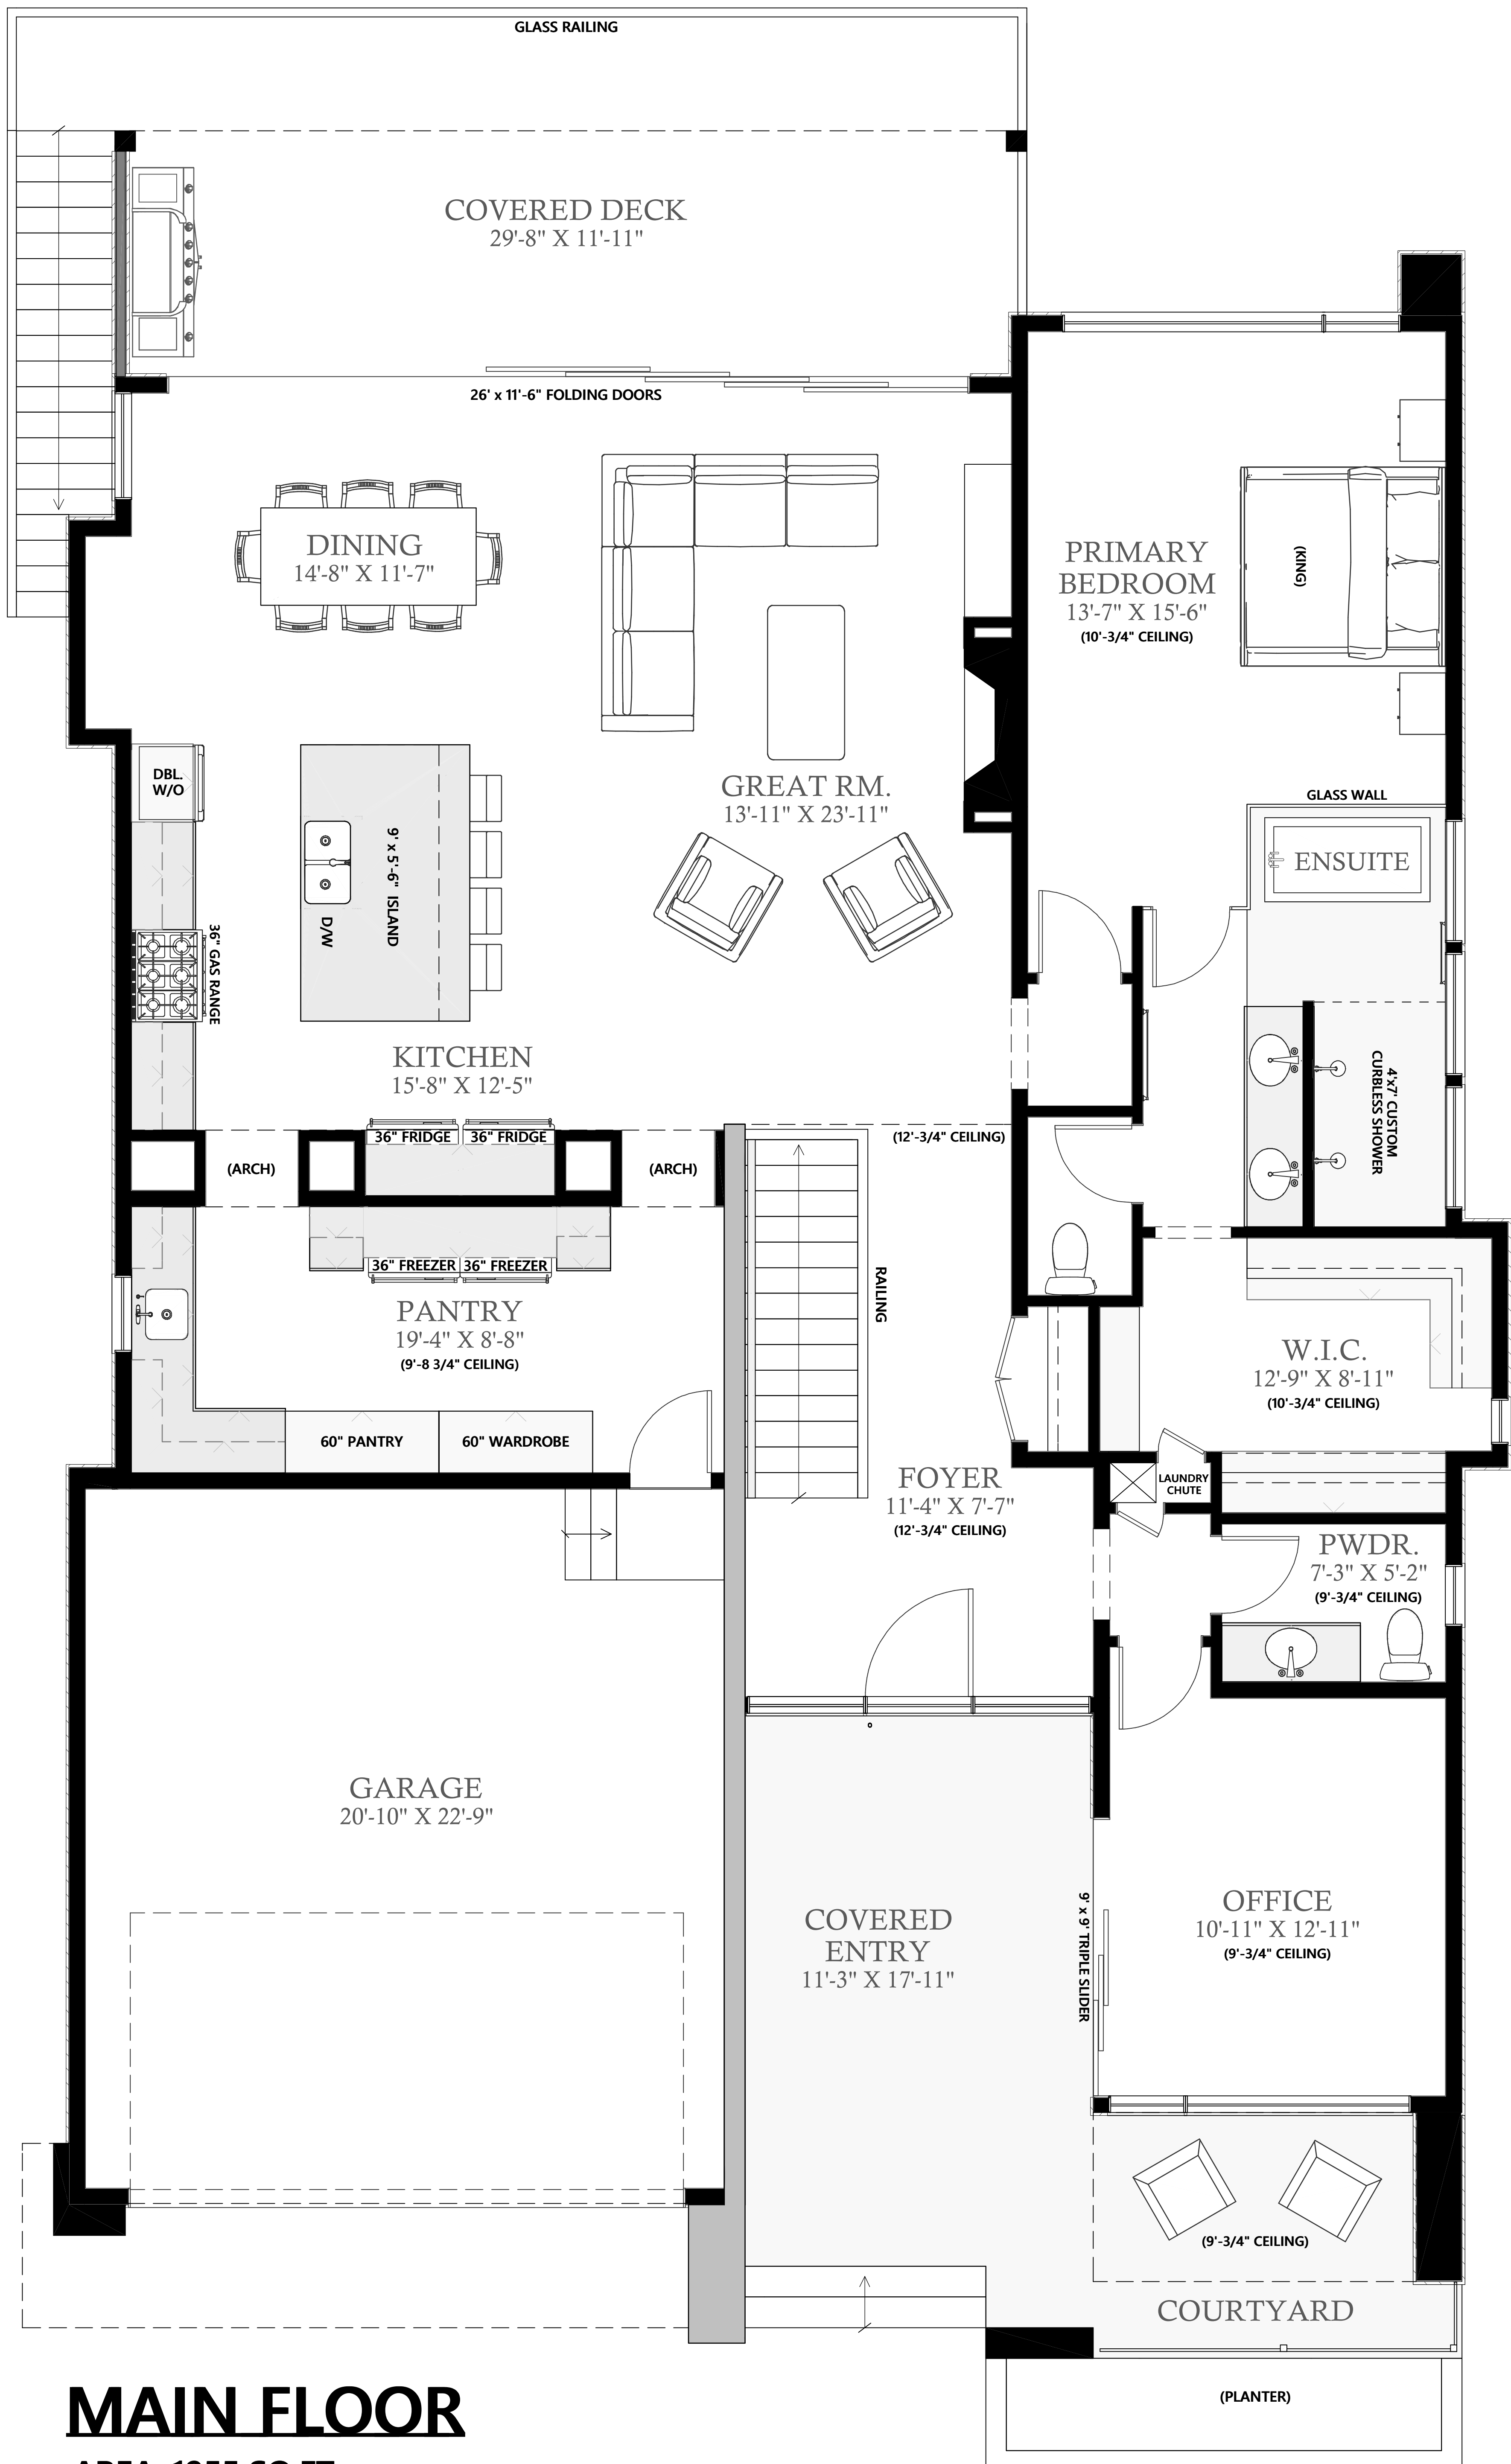 GLASS RAILING
COVERED DECK
29'-8" X 11'-11"
26' x 11'-6" FOLDING DOORS
DINING
14'-8" X 11'-7"
PRIMARY
BEDROOM
13'-7" X 15'-6"
(10'-3/4" CEILING)
(KING)
DBL.
W/O
GREAT RM.
13'-11" X 23'-11"
GLASS WALL
ENSUITE
9' x 5'-6" ISLAND
D/W
36" GAS RANGE
KITCHEN
15'-8" X 12'-5"
4'x7' CUSTOM
CURBLESS SHOWER
36" FRIDGE
36" FRIDGE
(12'-3/4" CEILING)
(ARCH)
(ARCH)
36" FREEZER
36" FREEZER
RAILING
PANTRY
19'-4" X 8'-8"
(9'-8 3/4" CEILING)
W.I.C.
12'-9" X 8'-11"
(10'-3/4" CEILING)
60" PANTRY
60" WARDROBE
FOYER
11'-4" X 7'-7"
(12'-3/4" CEILING)
LAUNDRY
CHUTE
PWDR.
7'-3" X 5'-2"
(9'-3/4" CEILING)
GARAGE
20'-10" X 22'-9"
COVERED
ENTRY
11'-3" X 17'-11"
9' x 9' TRIPLE SLIDER
OFFICE
10'-11" X 12'-11"
(9'-3/4" CEILING)
(9'-3/4" CEILING)
COURTYARD
(PLANTER)
MAIN FLOOR